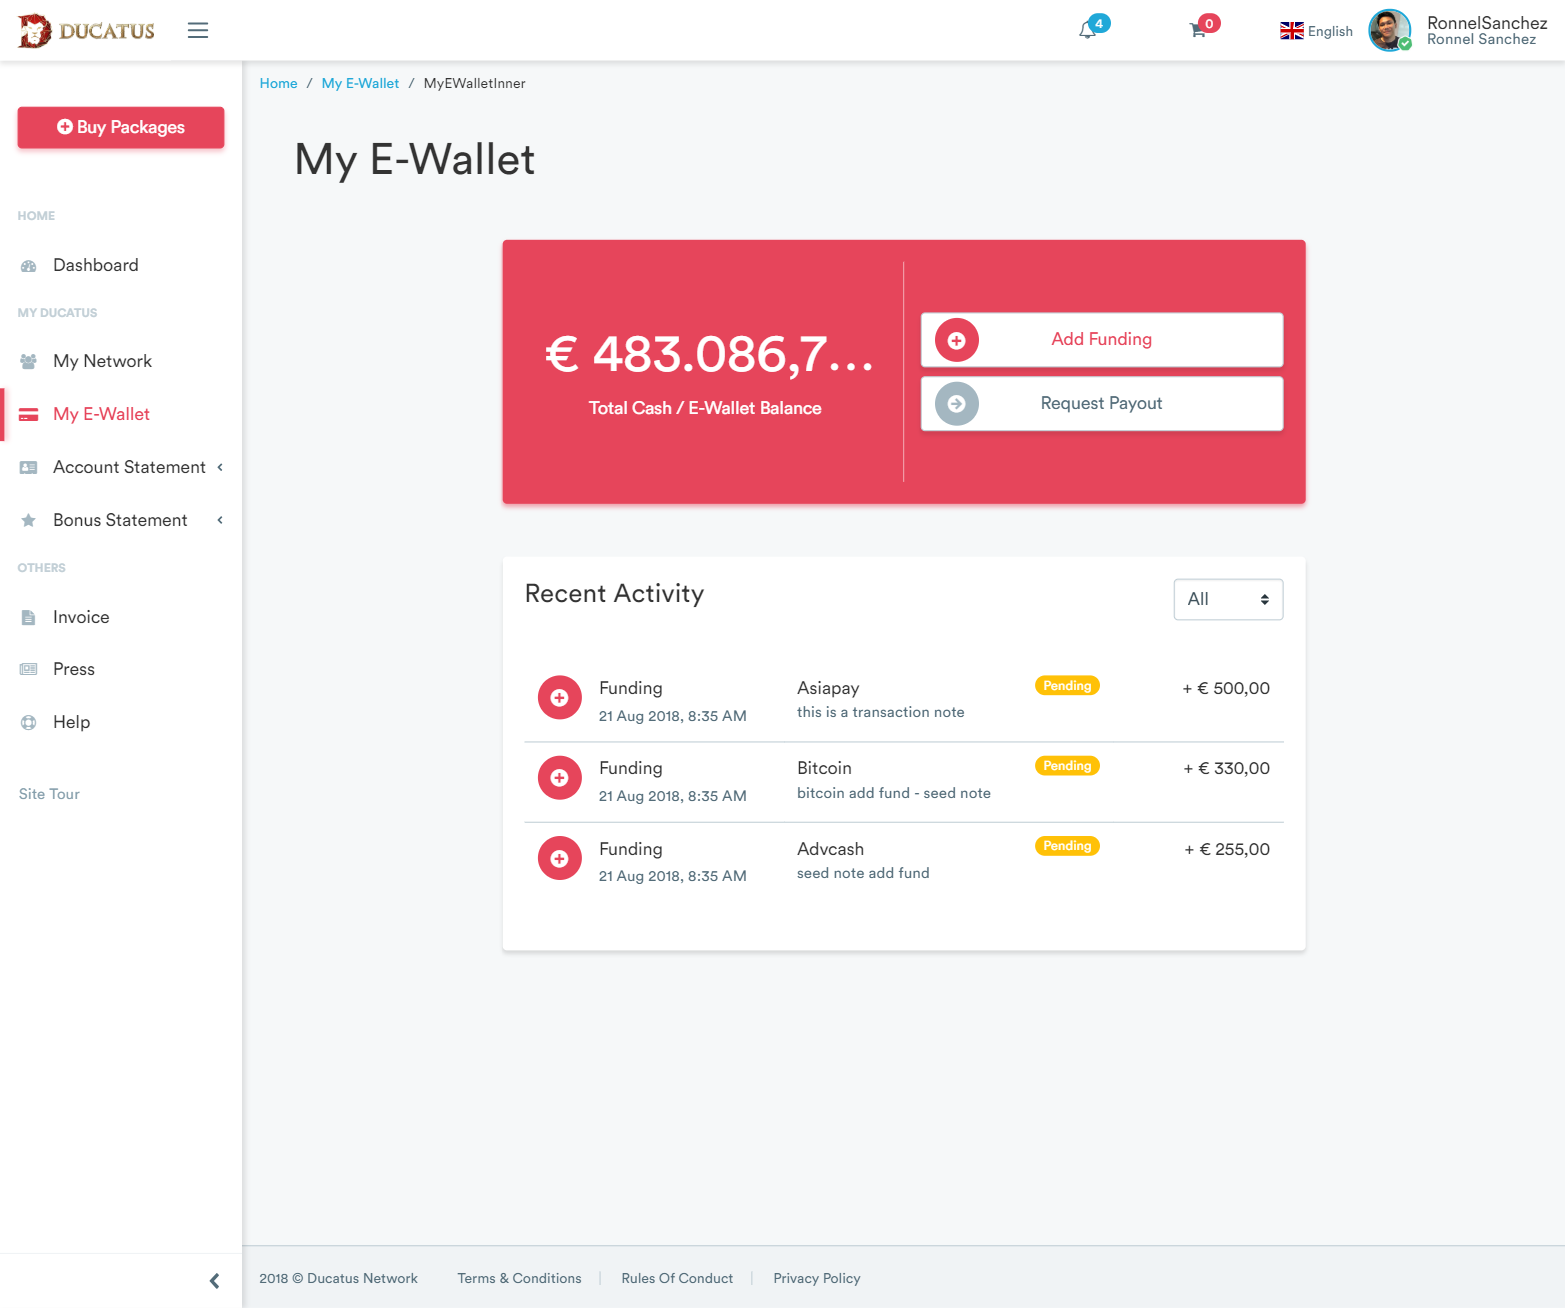 DUCATUS
4
0
English
RonnelSanchez
Ronnel Sanchez
Home / My E-Wallet / MyEWalletInner
Buy Packages
My E-Wallet
HOME
Dashboard
MY DUCATUS
My Network
My E-Wallet
Account Statement
Bonus Statement
OTHERS
Invoice
Press
Help
Site Tour
€ 483.086,7...
Total Cash / E-Wallet Balance
Add Funding
Request Payout
Recent Activity
All
Funding Asiapay Pending + € 500,00
21 Aug 2018, 8:35 AM this is a transaction note
Funding Bitcoin Pending + € 330,00
21 Aug 2018, 8:35 AM bitcoin add fund - seed note
Funding Advcash Pending + € 255,00
21 Aug 2018, 8:35 AM seed note add fund
2018 © Ducatus Network Terms & Conditions | Rules Of Conduct | Privacy Policy